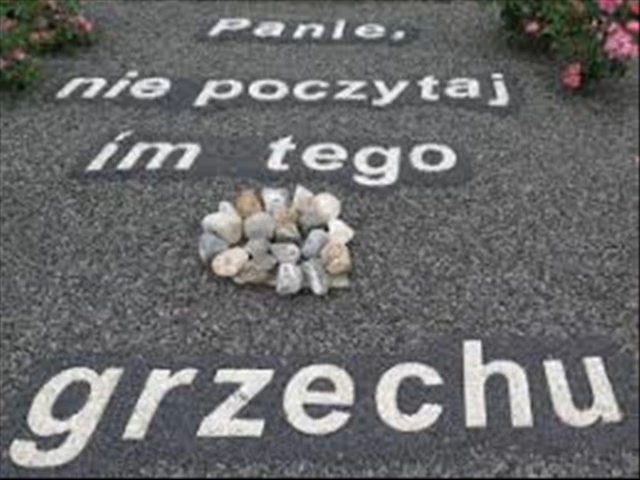 Panie,
nie poczytaj
im tego
grzechu